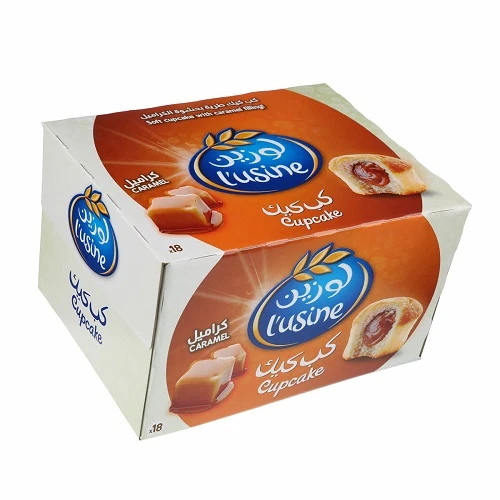 كب كيك طرية بحشوة الكراميل
Soft cupcake with caramel filling!
لوزين
l'usine
كراميل
CARAMEL
كب كيك
Cupcake
x18
لوزين
l'usine
كب كيك
Cupcake
لوزين
l'usine
كراميل
CARAMEL
كب كيك
Cupcake
x18